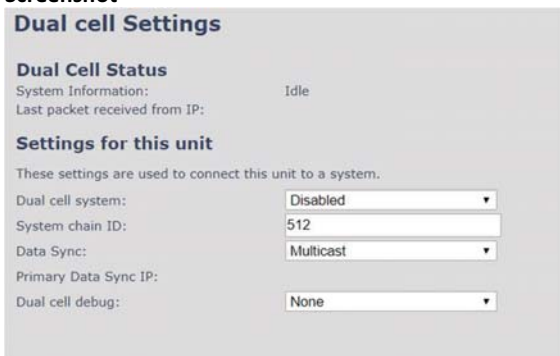 Screenshot
Dual cell Settings
Dual Cell Status
System Information: Idle
Last packet received from IP:
Settings for this unit
These settings are used to connect this unit to a system.
Dual cell system: Disabled
System chain ID: 512
Data Sync: Multicast
Primary Data Sync IP:
Dual cell debug: None